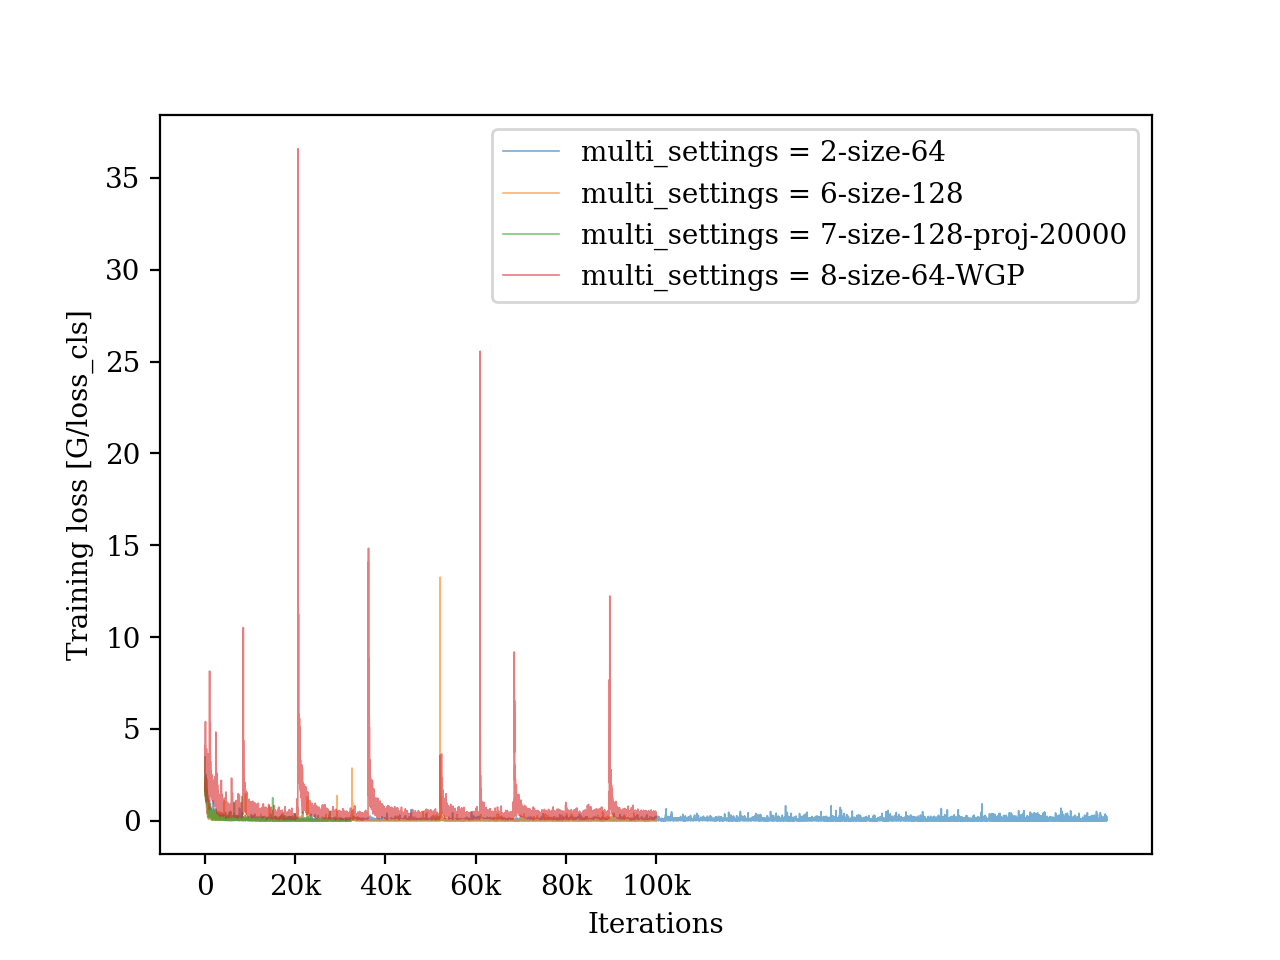 multi_settings = 2-size-64
multi_settings = 6-size-128
multi_settings = 7-size-128-proj-20000
multi_settings = 8-size-64-WGP
Training loss [G/loss_cls]
35
30
25
20
15
10
5
0
0 20k 40k 60k 80k 100k
Iterations